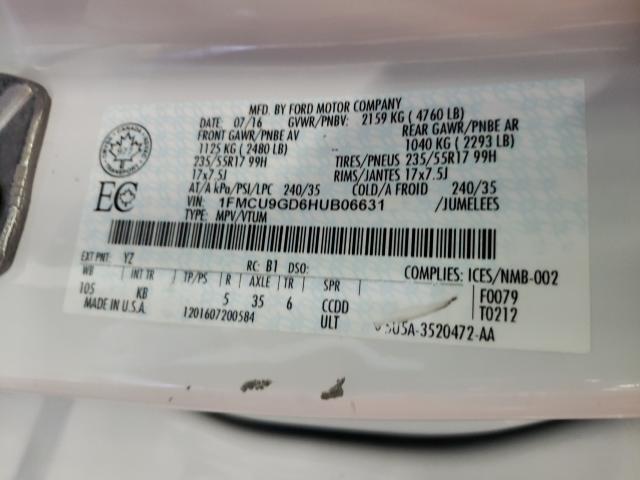 MFD. BY FORD MOTOR COMPANY
DATE: 07/16 GVWR/PNBV: 2159 KG ( 4760 LB)
FRONT GAWR/PNBE AV REAR GAWR/PNBE AR
1125 KG ( 2480 LB) 1040 KG ( 2293 LB)
235/55R17 99H TIRES/PNEUS 235/55R17 99H
17x7.5J RIMS/JANTES 17x7.5J
AT/A kPa/PSI/LPC 240/35 COLD/A FROID 240/35
VIN: 1FMCU9GD6HUB06631 /JUMELEES
TYPE: MPV/VTUM
EC
EXT PNT: YZ RC: B1 DSO: COMPLIES: ICES/NMB-002
WB INT TR TP/PS R A TR SPR F0079
105 KB 5 35 6 CCDD T0212
MADE IN U.S.A. 1201607200584 ULT 5U5A-3520472-AA